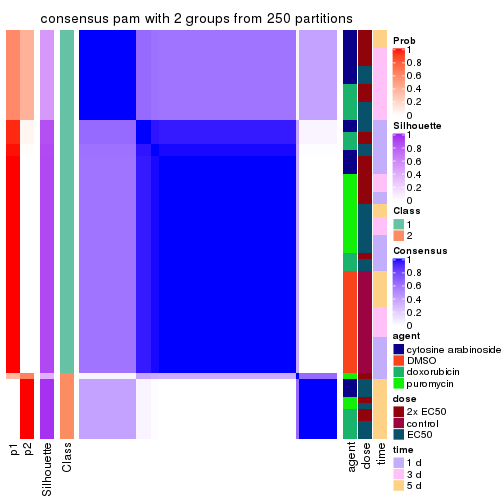 consensus pam with 2 groups from 250 partitions
Prob
1
0.8
0.6
0.4
0.2
0
Silhouette
1
0.8
0.6
0.4
0.2
0
Class
1
2
Consensus
1
0.8
0.6
0.4
0.2
0
agent
cytosine arabinoside
DMSO
doxorubicin
puromycin
dose
2x EC50
control
EC50
time
1 d
3 d
5 d
p1
p2
Silhouette
Class
agent
dose
time